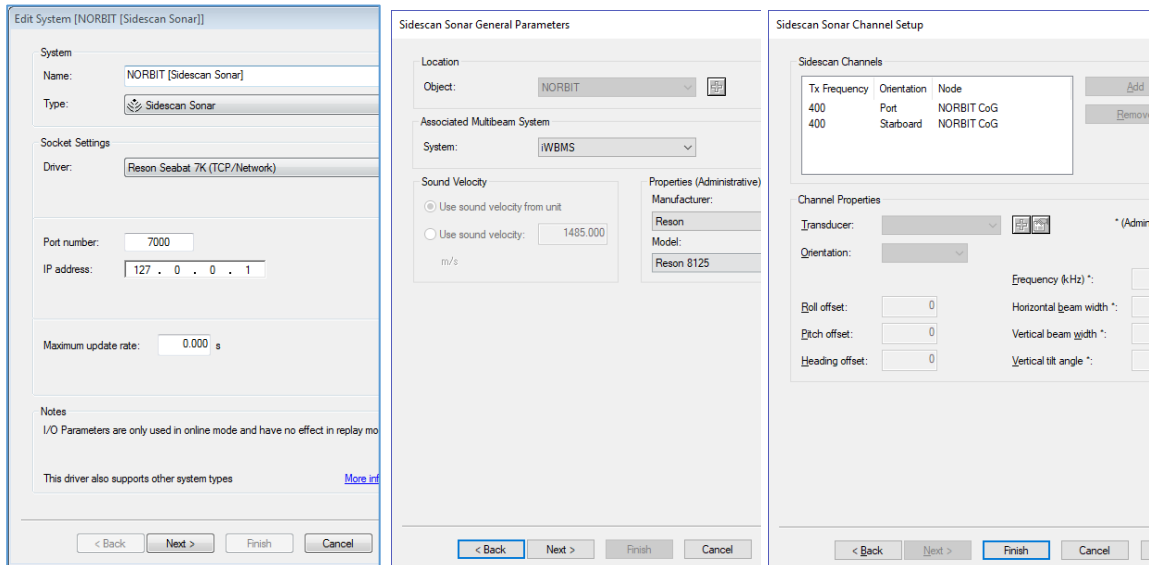 Edit System [NORBIT [Sidescan Sonar]]
System
Name: NORBIT [Sidescan Sonar]
Type: Sidescan Sonar
Socket Settings
Driver: Reson Seabat 7K (TCP/Network)
Port number: 7000
IP address: 127 . 0 . 0 . 1
Maximum update rate: 0.000 s
Notes
I/O Parameters are only used in online mode and have no effect in replay mo
This driver also supports other system types More inf
< Back Next > Finish Cancel
Sidescan Sonar General Parameters
Location
Object: NORBIT
Associated Multibeam System
System: iWBMS
Sound Velocity
Use sound velocity from unit
Use sound velocity: 1485.000
m/s
Properties (Administrative)
Manufacturer:
Reson
Model:
Reson 8125
< Back Next > Finish Cancel
Sidescan Sonar Channel Setup
Sidescan Channels
Tx Frequency Orientation Node
400 Port NORBIT CoG
400 Starboard NORBIT CoG
Add
Remove
Channel Properties
Transducer: * (Admin
Orientation:
Frequency (kHz) *:
Roll offset: 0 Horizontal beam width *:
Pitch offset: 0 Vertical beam width *:
Heading offset: 0 Vertical tilt angle *:
< Back Next > Finish Cancel